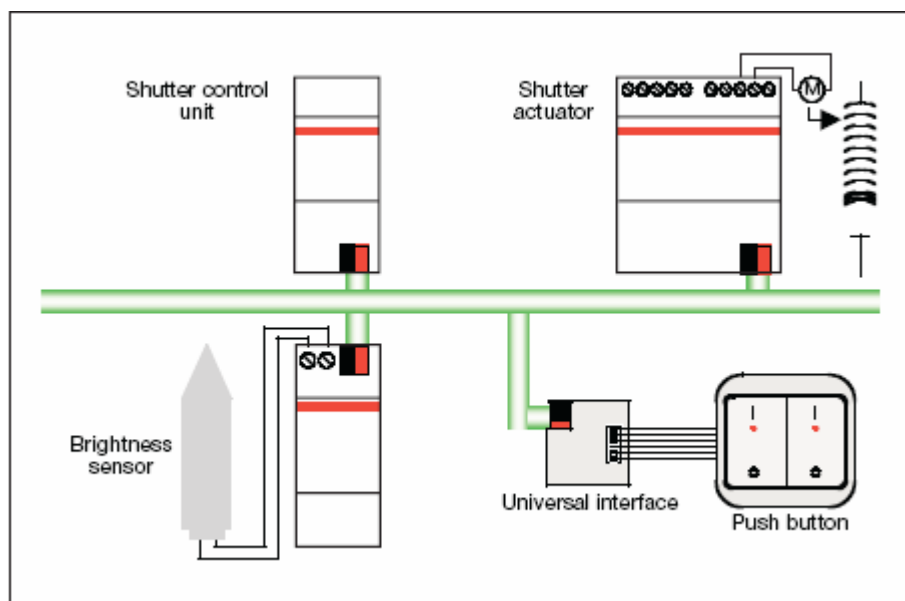 Shutter control
unit
Shutter
actuator
M
Brightness
sensor
Universal interface
Push button